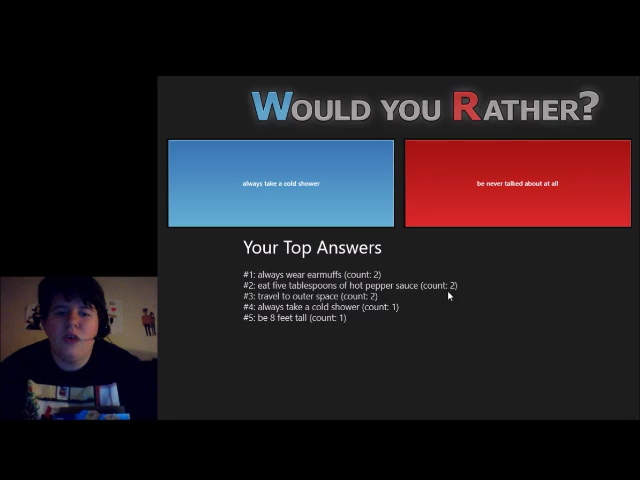 WOULD YOU RATHER?
always take a cold shower
be never talked about at all
Your Top Answers
#1: always wear earmuffs (count: 2)
#2: eat five tablespoons of hot pepper sauce (count: 2)
#3: travel to outer space (count: 2)
#4: always take a cold shower (count: 1)
#5: be 8 feet tall (count: 1)